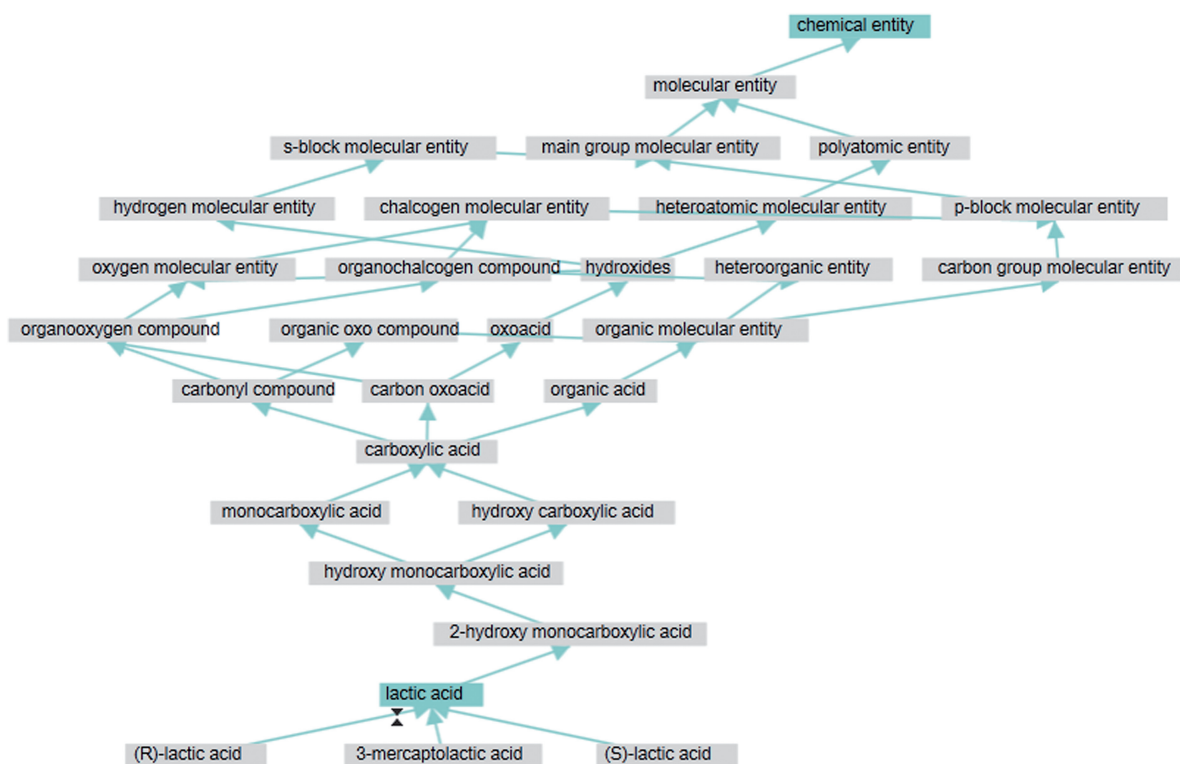 chemical entity
molecular entity
s-block molecular entity
main group molecular entity
polyatomic entity
hydrogen molecular entity
chalcogen molecular entity
heteroatomic molecular entity
p-block molecular entity
oxygen molecular entity
organochalcogen compound
hydroxides
heteroorganic entity
carbon group molecular entity
organooxygen compound
organic oxo compound
oxoacid
organic molecular entity
carbonyl compound
carbon oxoacid
organic acid
carboxylic acid
monocarboxylic acid
hydroxy carboxylic acid
hydroxy monocarboxylic acid
2-hydroxy monocarboxylic acid
lactic acid
(R)-lactic acid
3-mercaptolactic acid
(S)-lactic acid